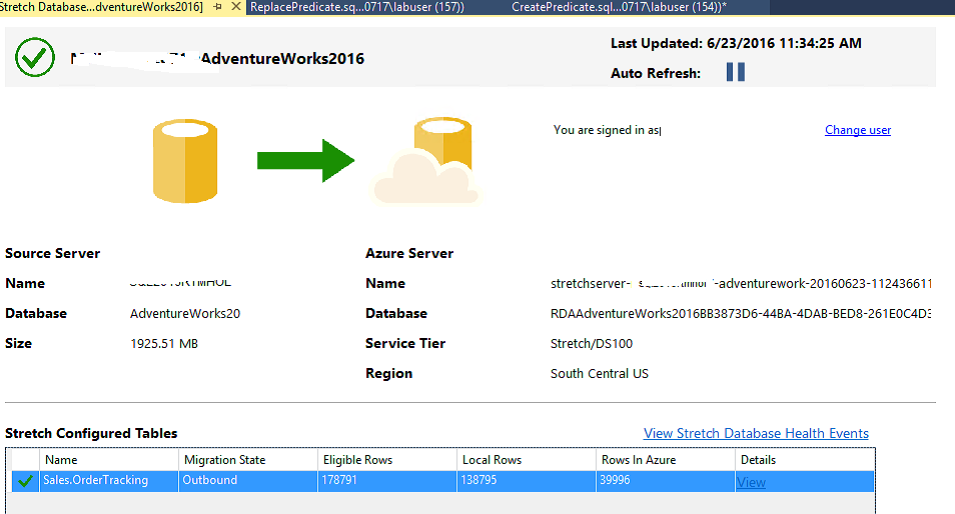 Stretch Database...dventureWorks2016] ReplacePredicate.sq...0717\labuser (157)) CreatePredicate.sql...0717\labuser (154))*
AdventureWorks2016
Last Updated: 6/23/2016 11:34:25 AM
Auto Refresh:
You are signed in as
Change user
Source Server Azure Server
Name Name stretchserver- -adventurework-20160623-112436611
Database AdventureWorks20 Database RDAAdventureWorks2016BB3873D6-44BA-4DAB-BED8-261E0C4D3
Size 1925.51 MB Service Tier Stretch/DS100
Region South Central US
Stretch Configured Tables View Stretch Database Health Events
Name Migration State Eligible Rows Local Rows Rows In Azure Details
Sales.OrderTracking Outbound 178791 138795 39996 View